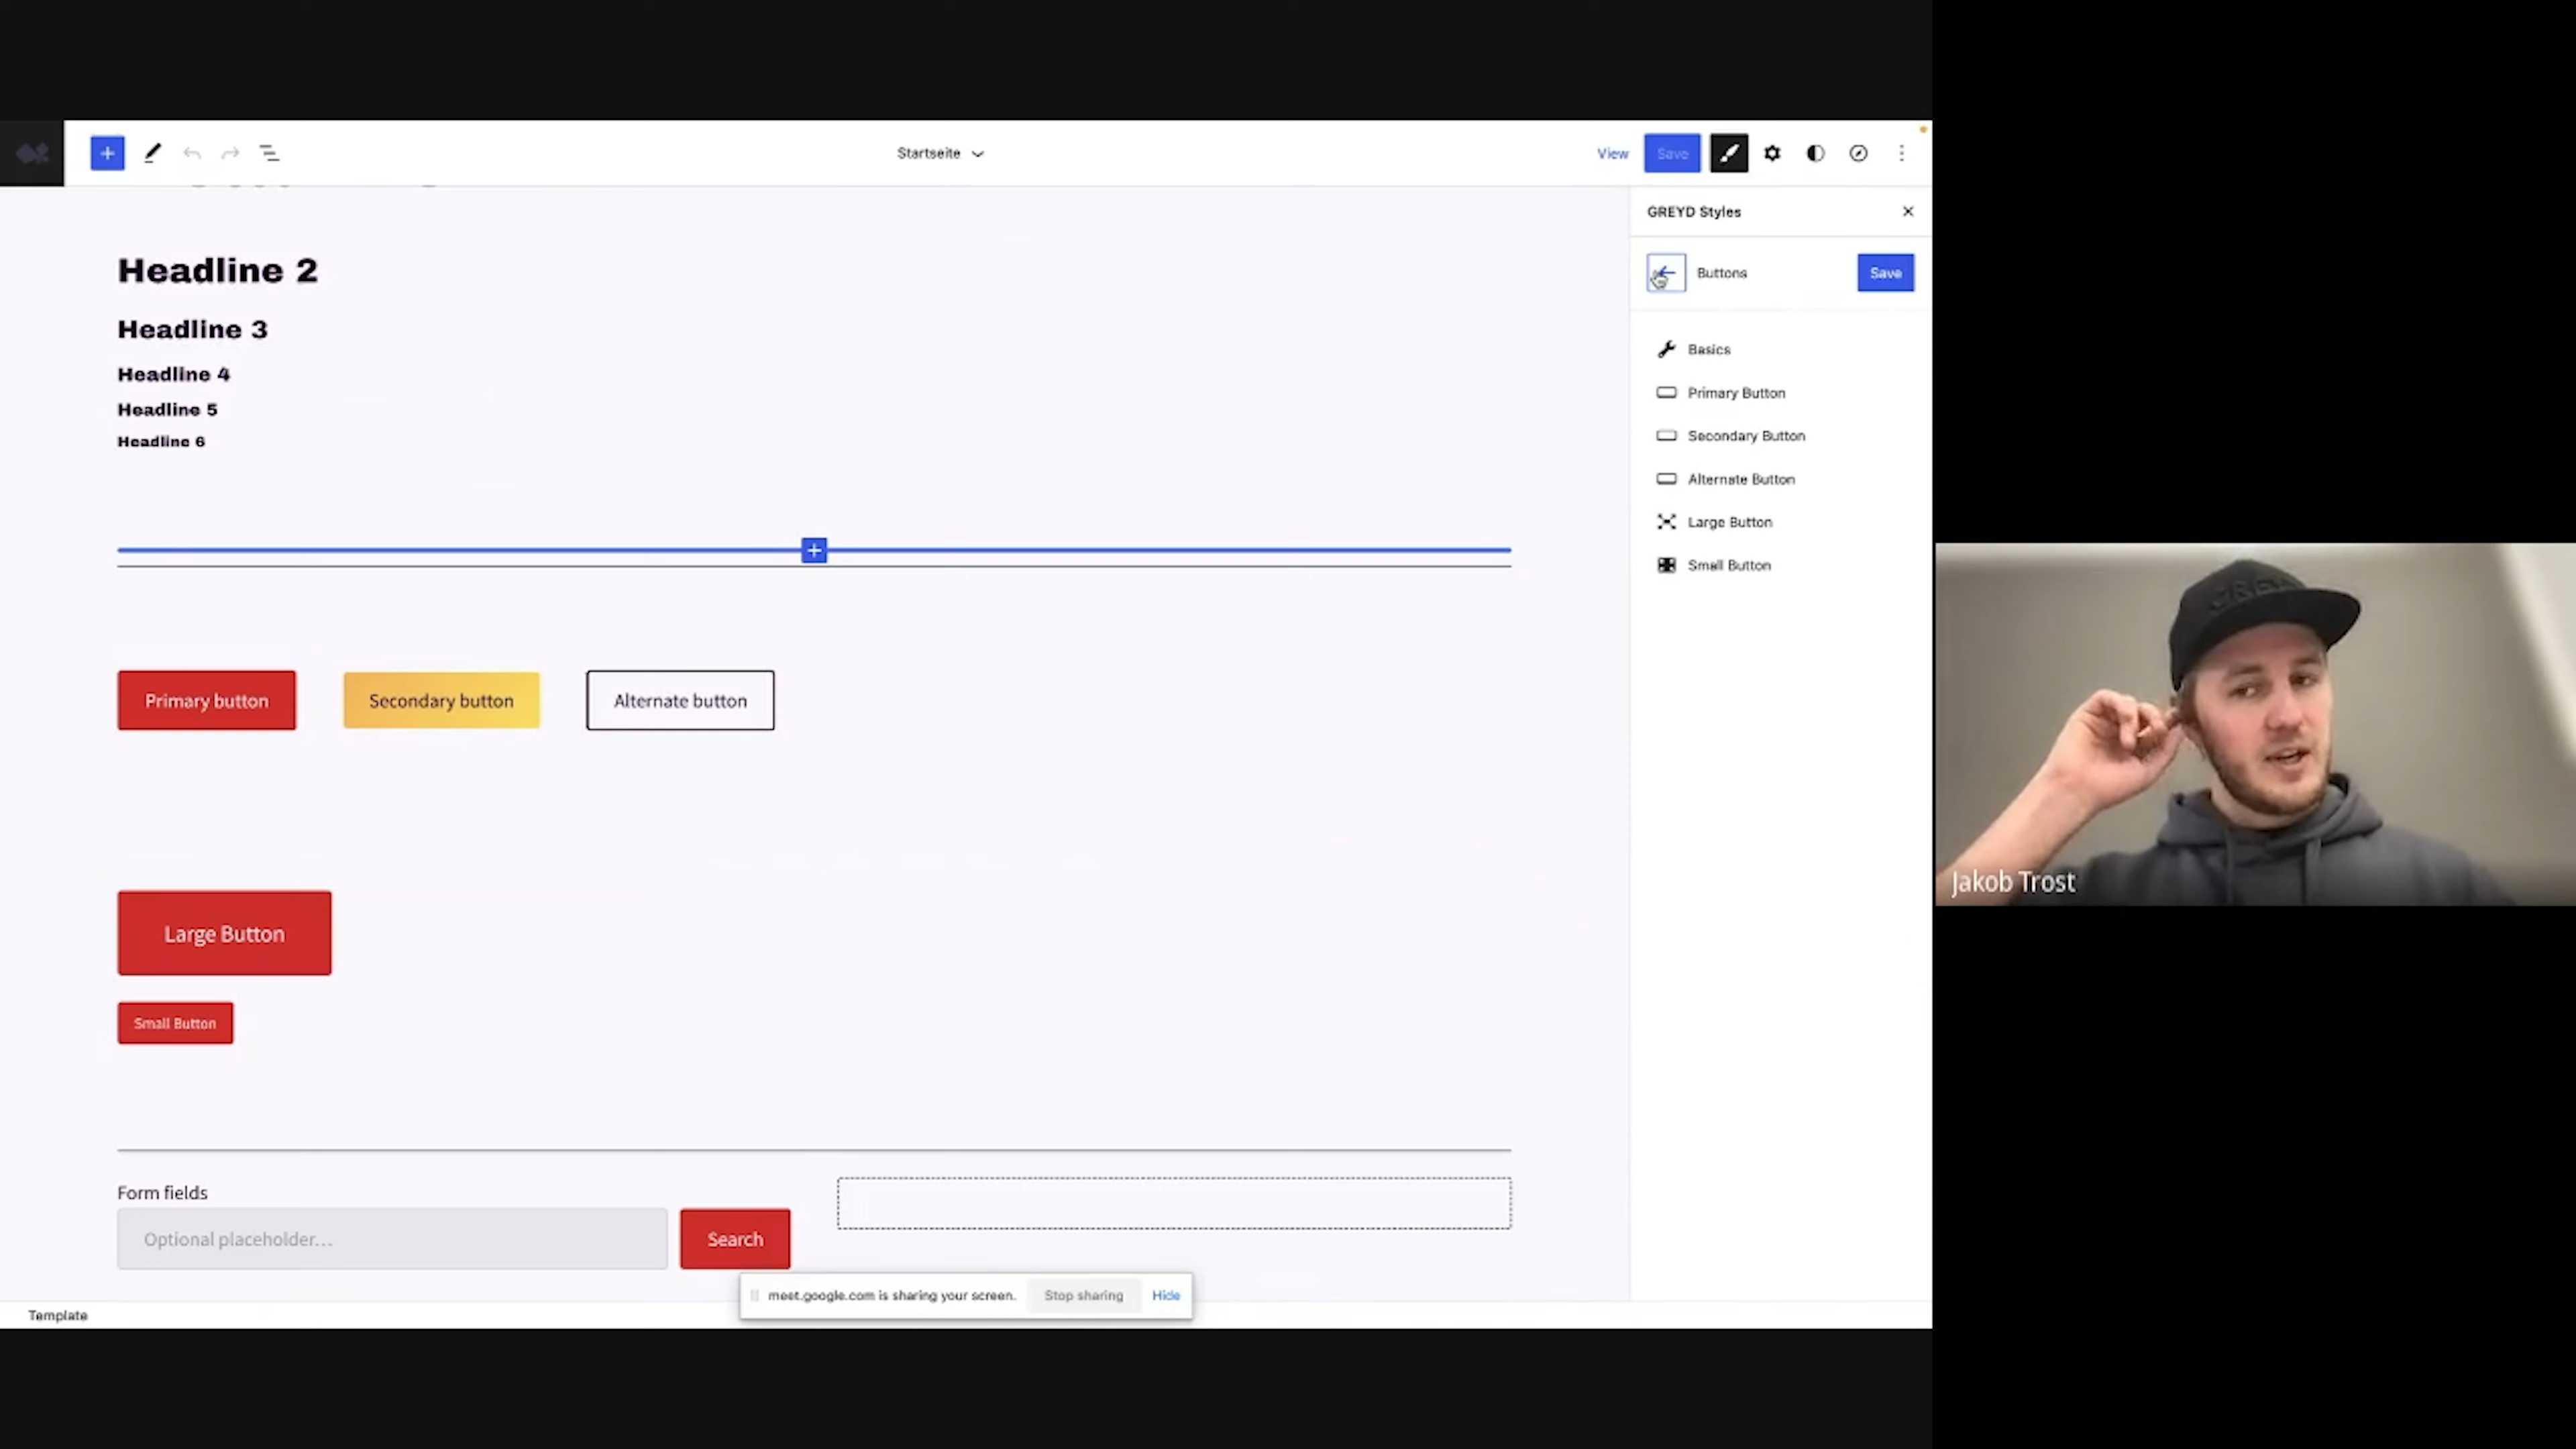 Startseite
View
Save
GREYD Styles
Buttons
Save
Basics
Primary Button
Secondary Button
Alternate Button
Large Button
Small Button
Headline 2
Headline 3
Headline 4
Headline 5
Headline 6
Primary button
Secondary button
Alternate button
Large Button
Small Button
Form fields
Optional placeholder...
Search
meet.google.com is sharing your screen.
Stop sharing
Hide
Template
Jakob Trost